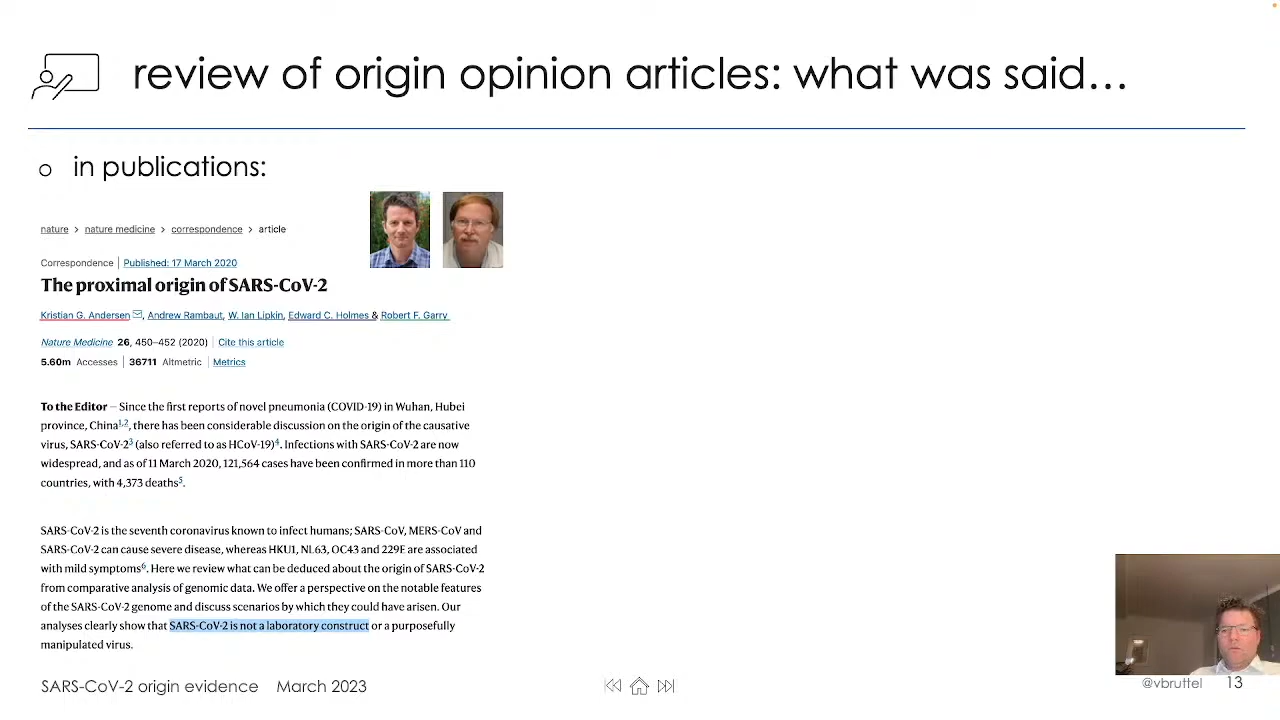 review of origin opinion articles: what was said...
in publications:
nature > nature medicine > correspondence > article
Correspondence | Published: 17 March 2020
The proximal origin of SARS-CoV-2
Kristian G. Andersen, Andrew Rambaut, W. Ian Lipkin, Edward C. Holmes & Robert F. Garry
Nature Medicine 26, 450–452 (2020) | Cite this article
5.60m Accesses | 36711 Altmetric | Metrics
To the Editor — Since the first reports of novel pneumonia (COVID-19) in Wuhan, Hubei
province, China1,2, there has been considerable discussion on the origin of the causative
virus, SARS-CoV-23 (also referred to as HCoV-19)4. Infections with SARS-CoV-2 are now
widespread, and as of 11 March 2020, 121,564 cases have been confirmed in more than 110
countries, with 4,373 deaths5.
SARS-CoV-2 is the seventh coronavirus known to infect humans; SARS-CoV, MERS-CoV and
SARS-CoV-2 can cause severe disease, whereas HKU1, NL63, OC43 and 229E are associated
with mild symptoms6. Here we review what can be deduced about the origin of SARS-CoV-2
from comparative analysis of genomic data. We offer a perspective on the notable features
of the SARS-CoV-2 genome and discuss scenarios by which they could have arisen. Our
analyses clearly show that SARS-CoV-2 is not a laboratory construct or a purposefully
manipulated virus.
SARS-CoV-2 origin evidence March 2023
@vbruttel 13